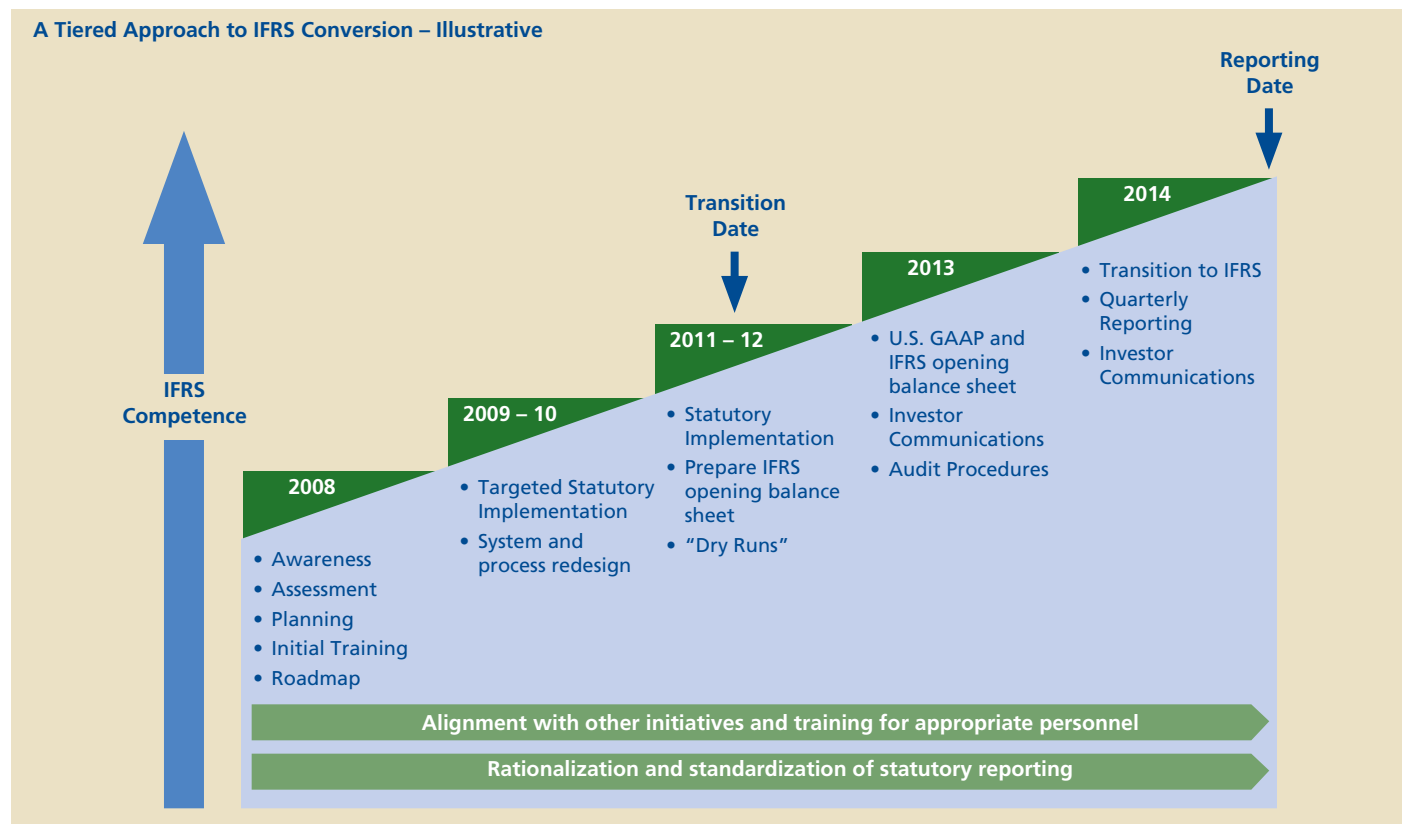 A Tiered Approach to IFRS Conversion – Illustrative
Reporting
Date
Transition
Date
IFRS
Competence
2008
• Awareness
• Assessment
• Planning
• Initial Training
• Roadmap
2009 – 10
• Targeted Statutory
Implementation
• System and
process redesign
2011 – 12
• Statutory
Implementation
• Prepare IFRS
opening balance
sheet
• “Dry Runs”
2013
• U.S. GAAP and
IFRS opening
balance sheet
• Investor
Communications
• Audit Procedures
2014
• Transition to IFRS
• Quarterly
Reporting
• Investor
Communications
Alignment with other initiatives and training for appropriate personnel
Rationalization and standardization of statutory reporting